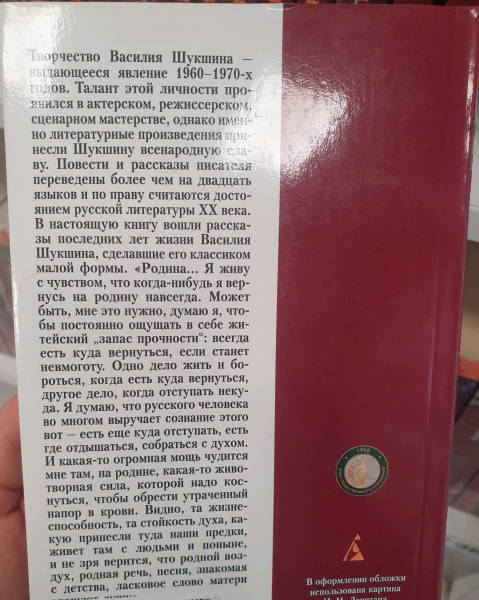 Творчество Василия Шукшина —
выдающееся явление 1960–1970-х
годов. Талант этой личности про-
явился в актерском, режиссерском,
сценарном мастерстве, однако имен-
но литературные произведения при-
несли Шукшину всенародную сла-
ву. Повести и рассказы писателя
переведены более чем на двадцать
языков и по праву считаются досто-
янием русской литературы XX века.
В настоящую книгу вошли расска-
зы последних лет жизни Василия
Шукшина, сделавшие его классиком
малой формы. «Родина... Я живу
с чувством, что когда-нибудь я вер-
нусь на родину навсегда. Может
быть, мне это нужно, думаю я, что-
бы постоянно ощущать в себе жи-
тейский „запас прочности“: всегда
есть куда вернуться, если станет
невмоготу. Одно дело жить и бо-
роться, когда есть куда вернуться,
другое дело, когда отступать неку-
да. Я думаю, что русского человека
во многом выручает сознание этого
вот — есть еще куда отступать, есть
где отдышаться, собраться с духом.
И какая-то огромная мощь чудится
мне там, на родине, какая-то живо-
творная сила, которой надо кос-
нуться, чтобы обрести утраченный
напор в крови. Видно, та жизне-
способность, та стойкость духа, ка-
кую принесли туда наши предки,
живет там с людьми и поныне,
и не зря верится, что родной воз-
дух, родная речь, песня, знакомая
с детства, ласковое слово матери
1998
В оформлении обложки
использована картина
И. И. Левитана